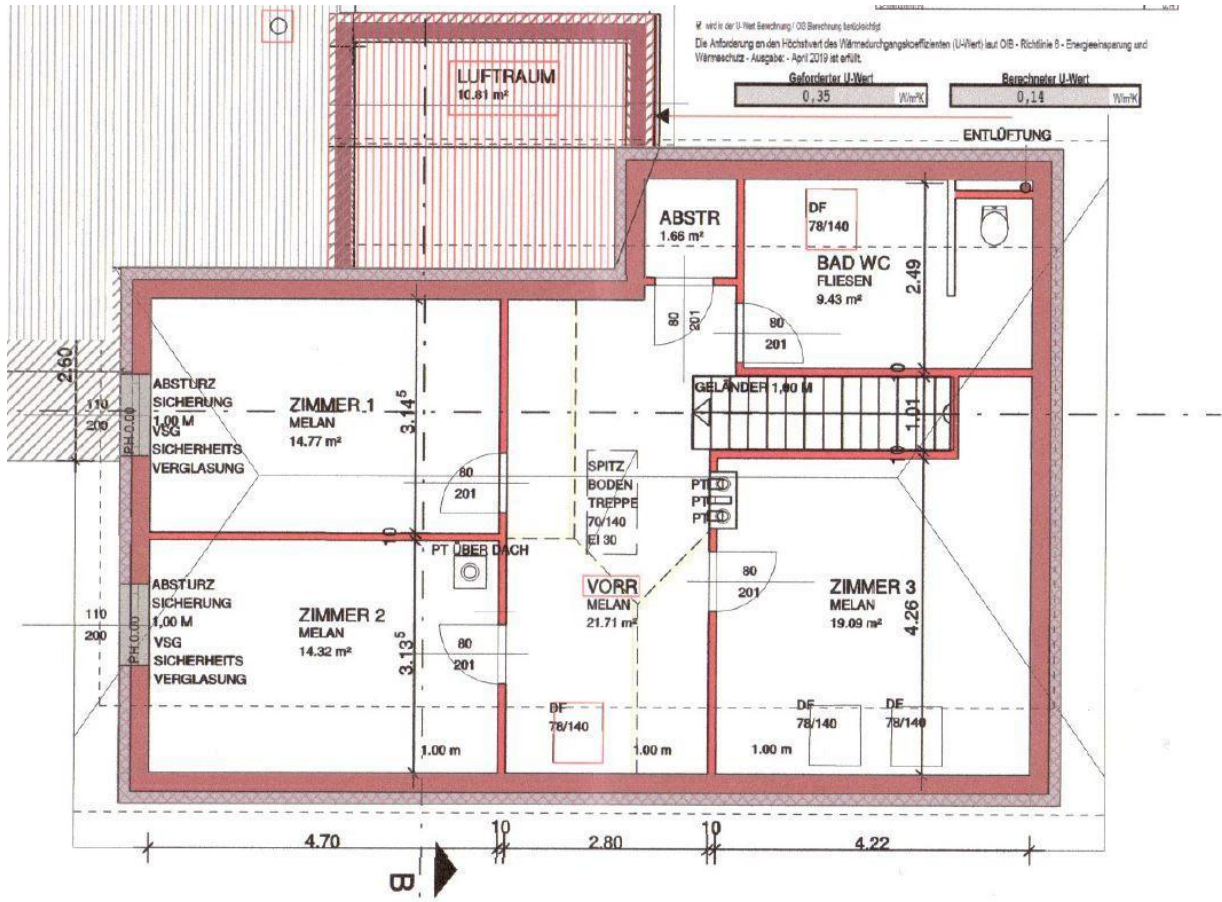 wird in der U-Wert Berechnung / OIB Berechnung berücksichtigt
Die Anforderung an den Höchstwert des Wärmedurchgangskoeffizienten (U-Wert) laut OIB - Richtlinie 6 - Energieeinsparung und
Wärmeschutz - Ausgabe: - April 2019 ist erfüllt.
Geforderter U-Wert
Berechneter U-Wert
0,35 W/m²K
0,14 W/m²K
ENTLÜFTUNG
LUFTRAUM
10.81 m²
ABSTR
1.66 m²
DF
78/140
BAD WC
FLIESEN
9.43 m²
2.49
80
201
80
201
2.60
110
200
PH 0.00
ABSTURZ
SICHERUNG
1,00 M
VSG
SICHERHEITS
VERGLASUNG
ZIMMER 1
MELAN
14.77 m²
3.14⁵
80
201
GELÄNDER 1,00 M
10
1.01
10
SPITZ
BODEN
TREPPE
70/140
EI 30
PT
PT
PT
10
PT ÜBER DACH
110
200
PH 0.00
ABSTURZ
SICHERUNG
1,00 M
VSG
SICHERHEITS
VERGLASUNG
ZIMMER 2
MELAN
14.32 m²
3.13⁵
80
201
VORR
MELAN
21.71 m²
80
201
ZIMMER 3
MELAN
19.09 m²
4.26
DF
78/140
DF
78/140
DF
78/140
1.00 m
1.00 m
1.00 m
4.70
10
2.80
10
4.22
B